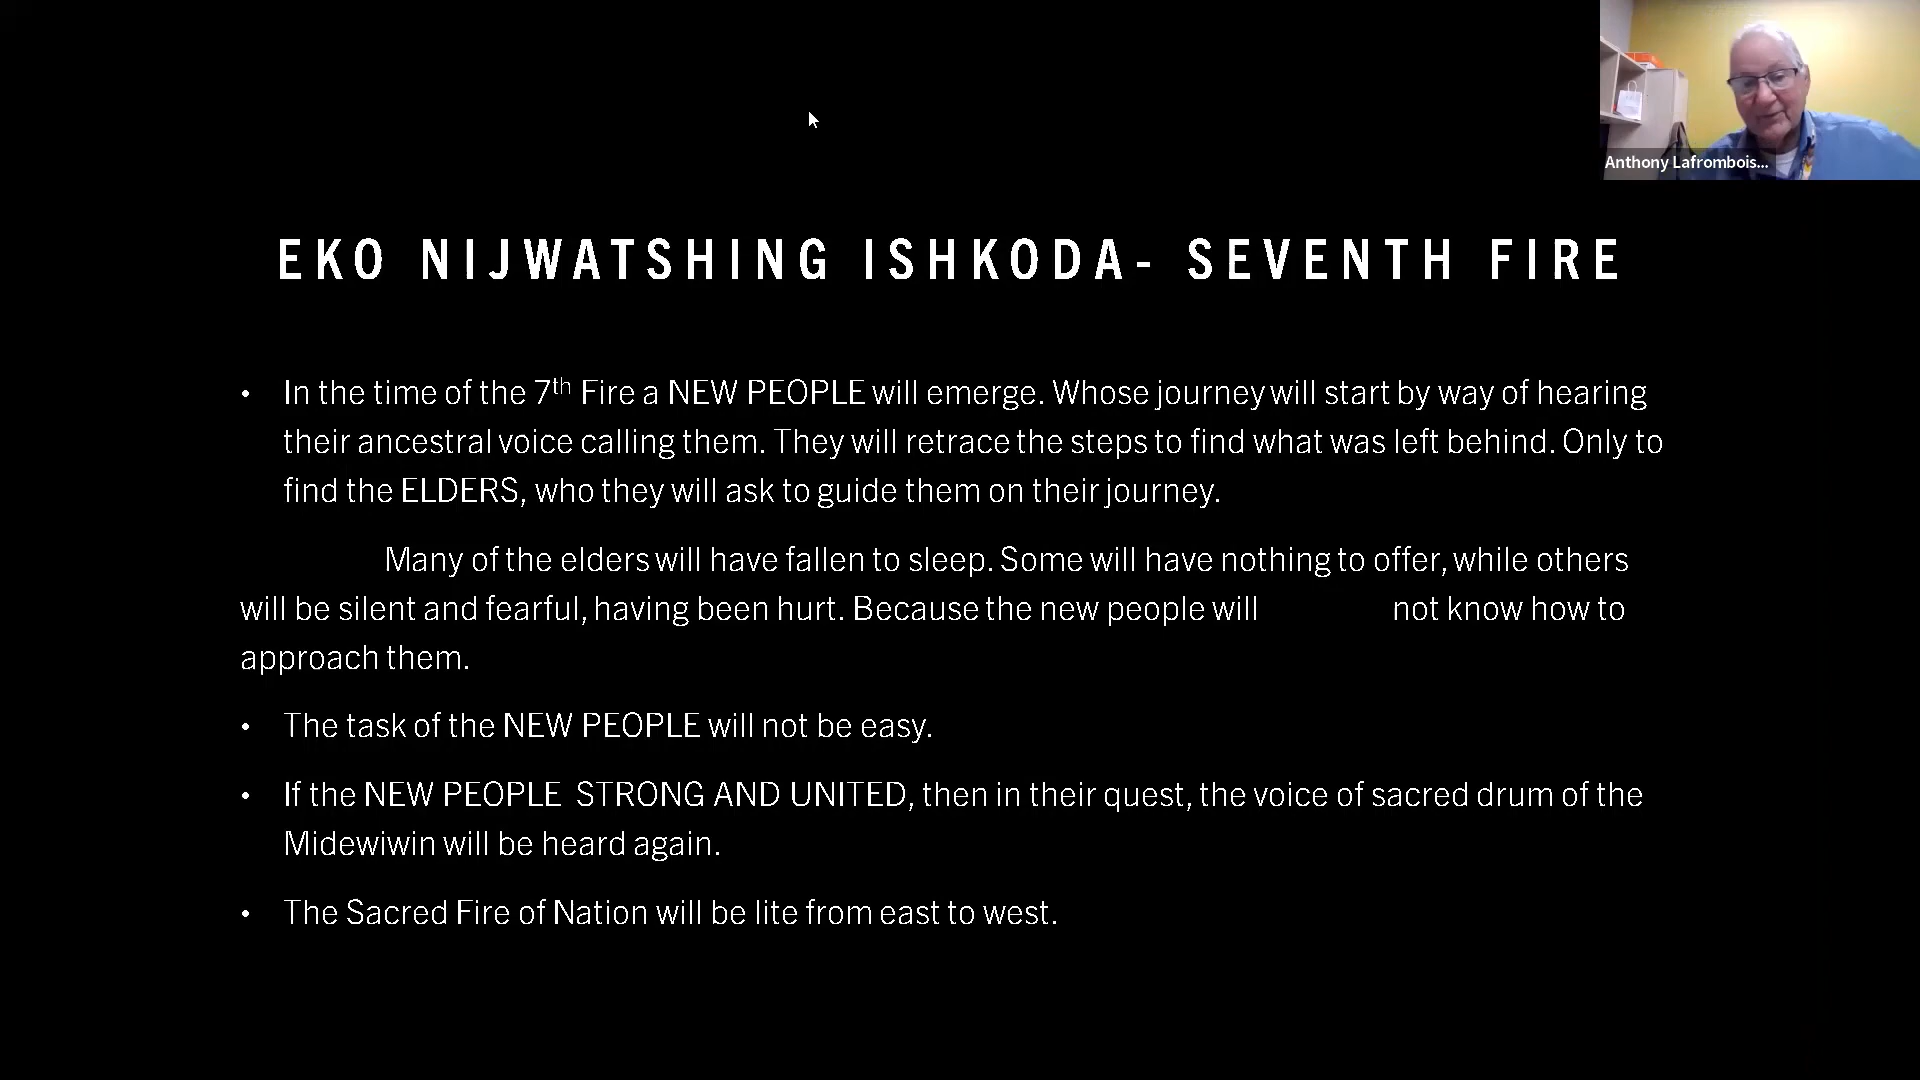 Anthony Lafrombois...
EKO NIJWATSHING ISHKODA- SEVENTH FIRE
• In the time of the 7th Fire a NEW PEOPLE will emerge. Whose journey will start by way of hearing
their ancestral voice calling them. They will retrace the steps to find what was left behind. Only to
find the ELDERS, who they will ask to guide them on their journey.
Many of the elders will have fallen to sleep. Some will have nothing to offer, while others
will be silent and fearful, having been hurt. Because the new people will not know how to
approach them.
• The task of the NEW PEOPLE will not be easy.
• If the NEW PEOPLE STRONG AND UNITED, then in their quest, the voice of sacred drum of the
Midewiwin will be heard again.
• The Sacred Fire of Nation will be lite from east to west.